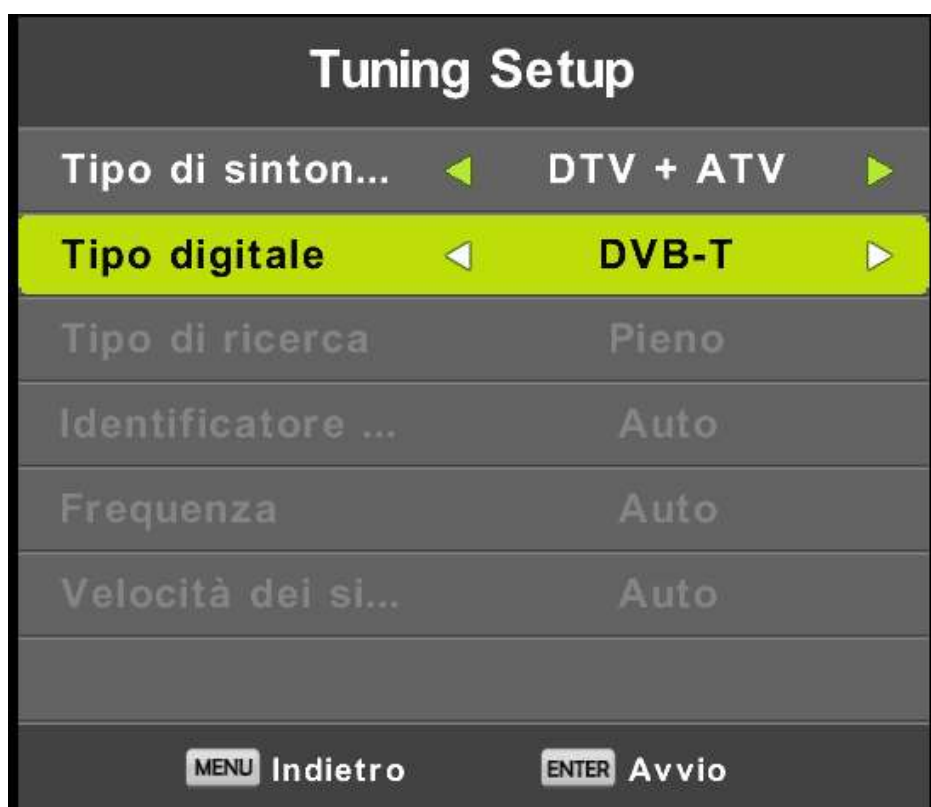 Tuning Setup
Tipo di sinton... DTV + ATV
Tipo digitale DVB-T
Tipo di ricerca Pieno
Identificatore ... Auto
Frequenza Auto
Velocità dei si... Auto
MENU Indietro ENTER Avvio